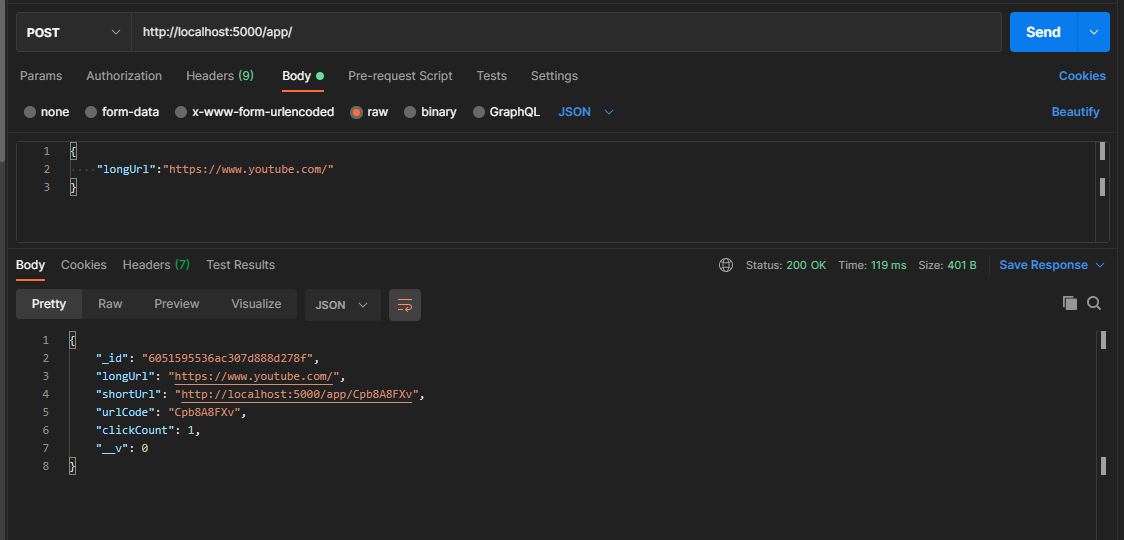 POST http://localhost:5000/app/ Send
Params Authorization Headers (9) Body Pre-request Script Tests Settings Cookies
none form-data x-www-form-urlencoded raw binary GraphQL JSON Beautify
1 {
2 ····"longUrl":"https://www.youtube.com/"
3 }
Body Cookies Headers (7) Test Results Status: 200 OK Time: 119 ms Size: 401 B Save Response
Pretty Raw Preview Visualize JSON
1 {
2 "_id": "6051595536ac307d888d278f",
3 "longUrl": "https://www.youtube.com/",
4 "shortUrl": "http://localhost:5000/app/Cpb8A8FXv",
5 "urlCode": "Cpb8A8FXv",
6 "clickCount": 1,
7 "__v": 0
8 }